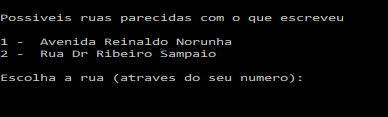 Possiveis ruas parecidas com o que escreveu
1 - Avenida Reinaldo Norunha
2 - Rua Dr Ribeiro Sampaio
Escolha a rua (atraves do seu numero):